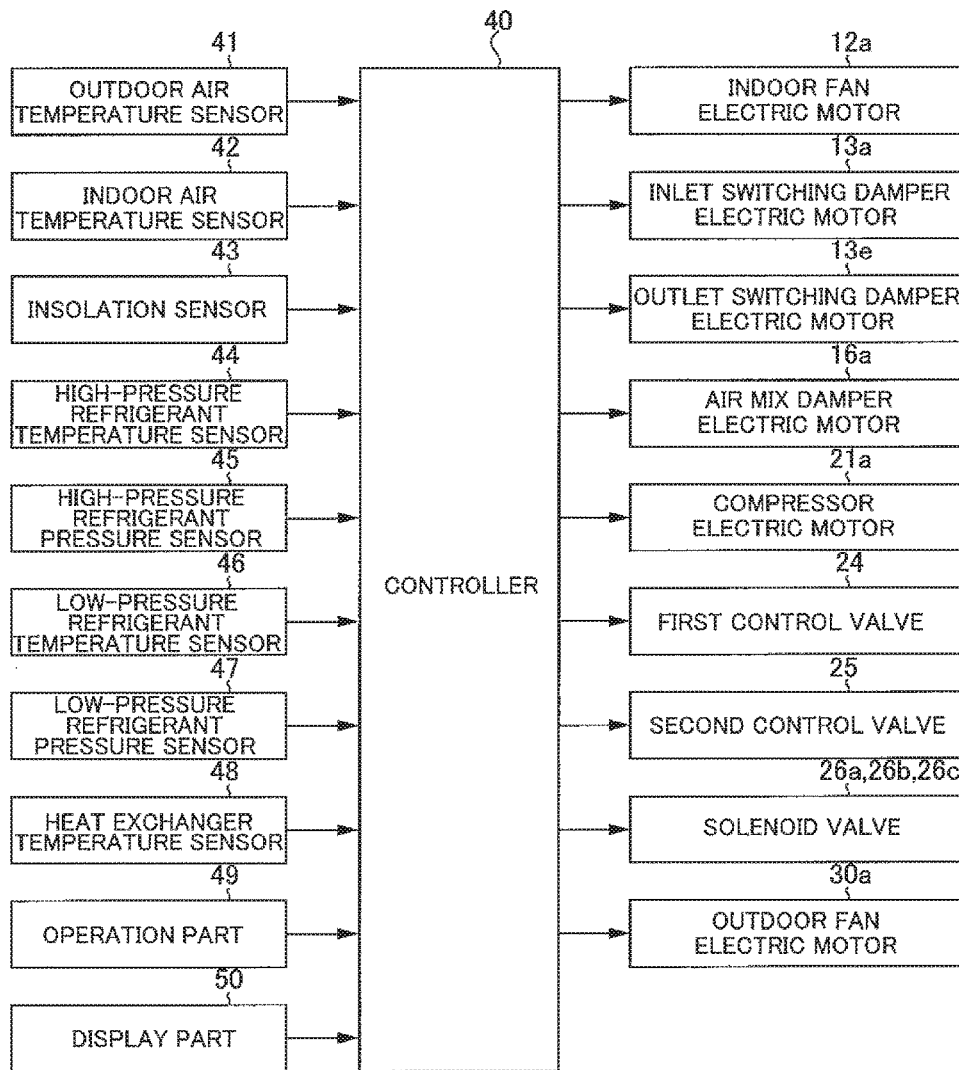 40
41
OUTDOOR AIR
TEMPERATURE SENSOR
42
INDOOR AIR
TEMPERATURE SENSOR
43
INSOLATION SENSOR
44
HIGH-PRESSURE
REFRIGERANT
TEMPERATURE SENSOR
45
HIGH-PRESSURE
REFRIGERANT
PRESSURE SENSOR
46
LOW-PRESSURE
REFRIGERANT
TEMPERATURE SENSOR
47
LOW-PRESSURE
REFRIGERANT
PRESSURE SENSOR
48
HEAT EXCHANGER
TEMPERATURE SENSOR
49
OPERATION PART
50
DISPLAY PART
CONTROLLER
12a
INDOOR FAN
ELECTRIC MOTOR
13a
INLET SWITCHING DAMPER
ELECTRIC MOTOR
13e
OUTLET SWITCHING DAMPER
ELECTRIC MOTOR
16a
AIR MIX DAMPER
ELECTRIC MOTOR
21a
COMPRESSOR
ELECTRIC MOTOR
24
FIRST CONTROL VALVE
25
SECOND CONTROL VALVE
26a,26b,26c
SOLENOID VALVE
30a
OUTDOOR FAN
ELECTRIC MOTOR